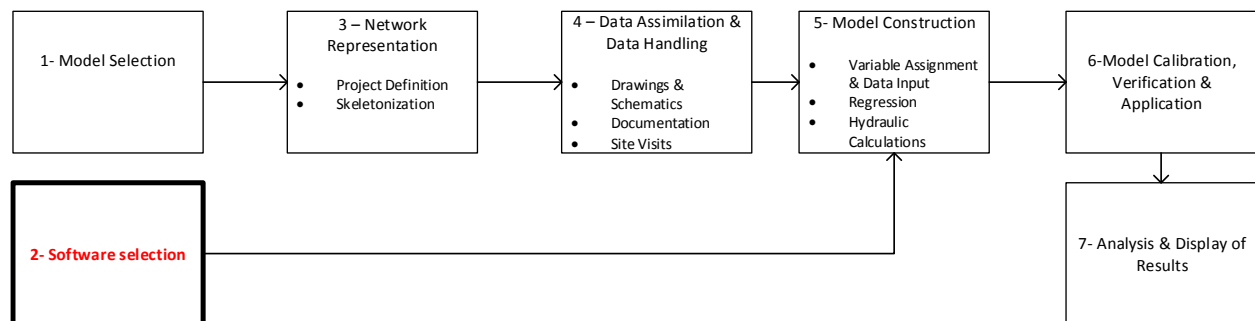 1- Model Selection
3 – Network
Representation
• Project Definition
• Skeletonization
4 – Data Assimilation &
Data Handling
• Drawings &
Schematics
• Documentation
• Site Visits
5- Model Construction
• Variable Assignment
& Data Input
• Regression
• Hydraulic
Calculations
6-Model Calibration,
Verification &
Application
2- Software selection
7- Analysis & Display of
Results